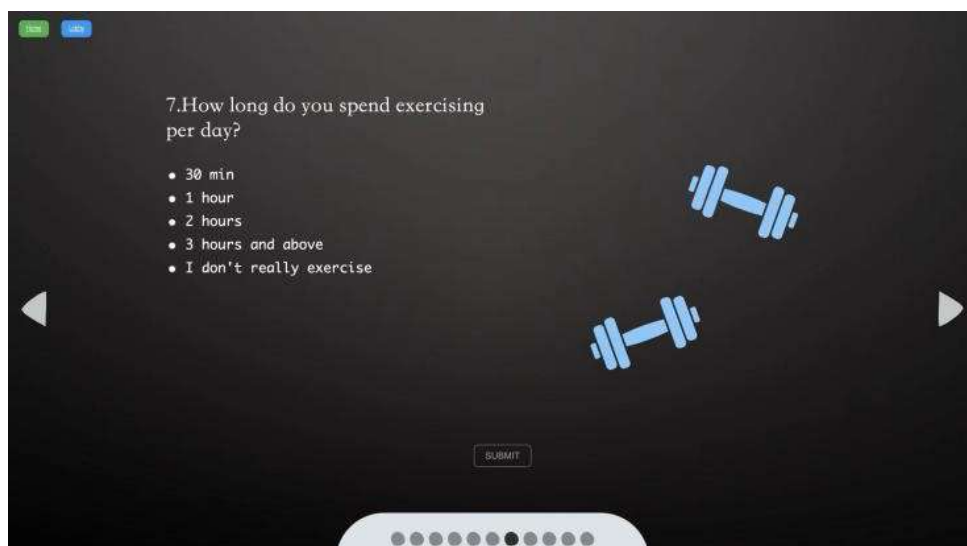 7.How long do you spend exercising
per day?
• 30 min
• 1 hour
• 2 hours
• 3 hours and above
• I don't really exercise
SUBMIT